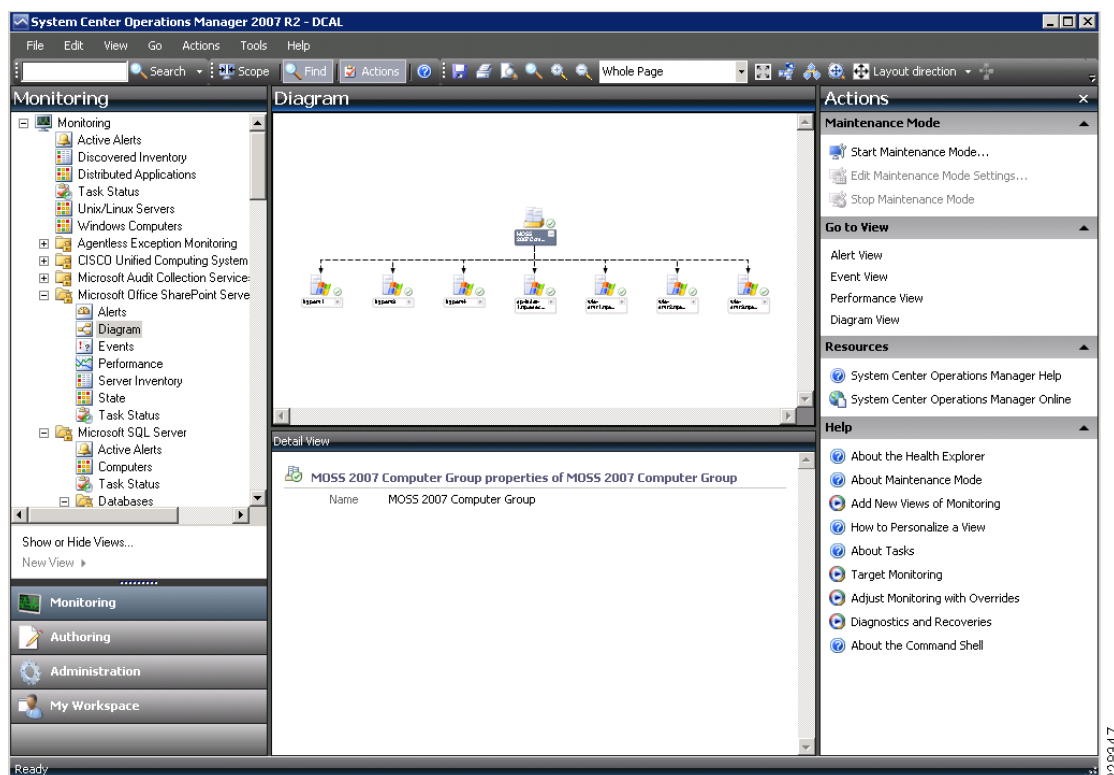 System Center Operations Manager 2007 R2 - DCAL
File Edit View Go Actions Tools Help
Search Scope Find Actions Whole Page Layout direction
Monitoring
Monitoring
Active Alerts
Discovered Inventory
Distributed Applications
Task Status
Unix/Linux Servers
Windows Computers
Agentless Exception Monitoring
CISCO Unified Computing System
Microsoft Audit Collection Service:
Microsoft Office SharePoint Serve
Alerts
Diagram
Events
Performance
Server Inventory
State
Task Status
Microsoft SQL Server
Active Alerts
Computers
Task Status
Databases
Show or Hide Views...
New View
Monitoring
Authoring
Administration
My Workspace
Ready
Diagram
MOSS
2007 Com...
Detail View
MOSS 2007 Computer Group properties of MOSS 2007 Computer Group
Name MOSS 2007 Computer Group
Actions
Maintenance Mode
Start Maintenance Mode...
Edit Maintenance Mode Settings...
Stop Maintenance Mode
Go to View
Alert View
Event View
Performance View
Diagram View
Resources
System Center Operations Manager Help
System Center Operations Manager Online
Help
About the Health Explorer
About Maintenance Mode
Add New Views of Monitoring
How to Personalize a View
About Tasks
Target Monitoring
Adjust Monitoring with Overrides
Diagnostics and Recoveries
About the Command Shell